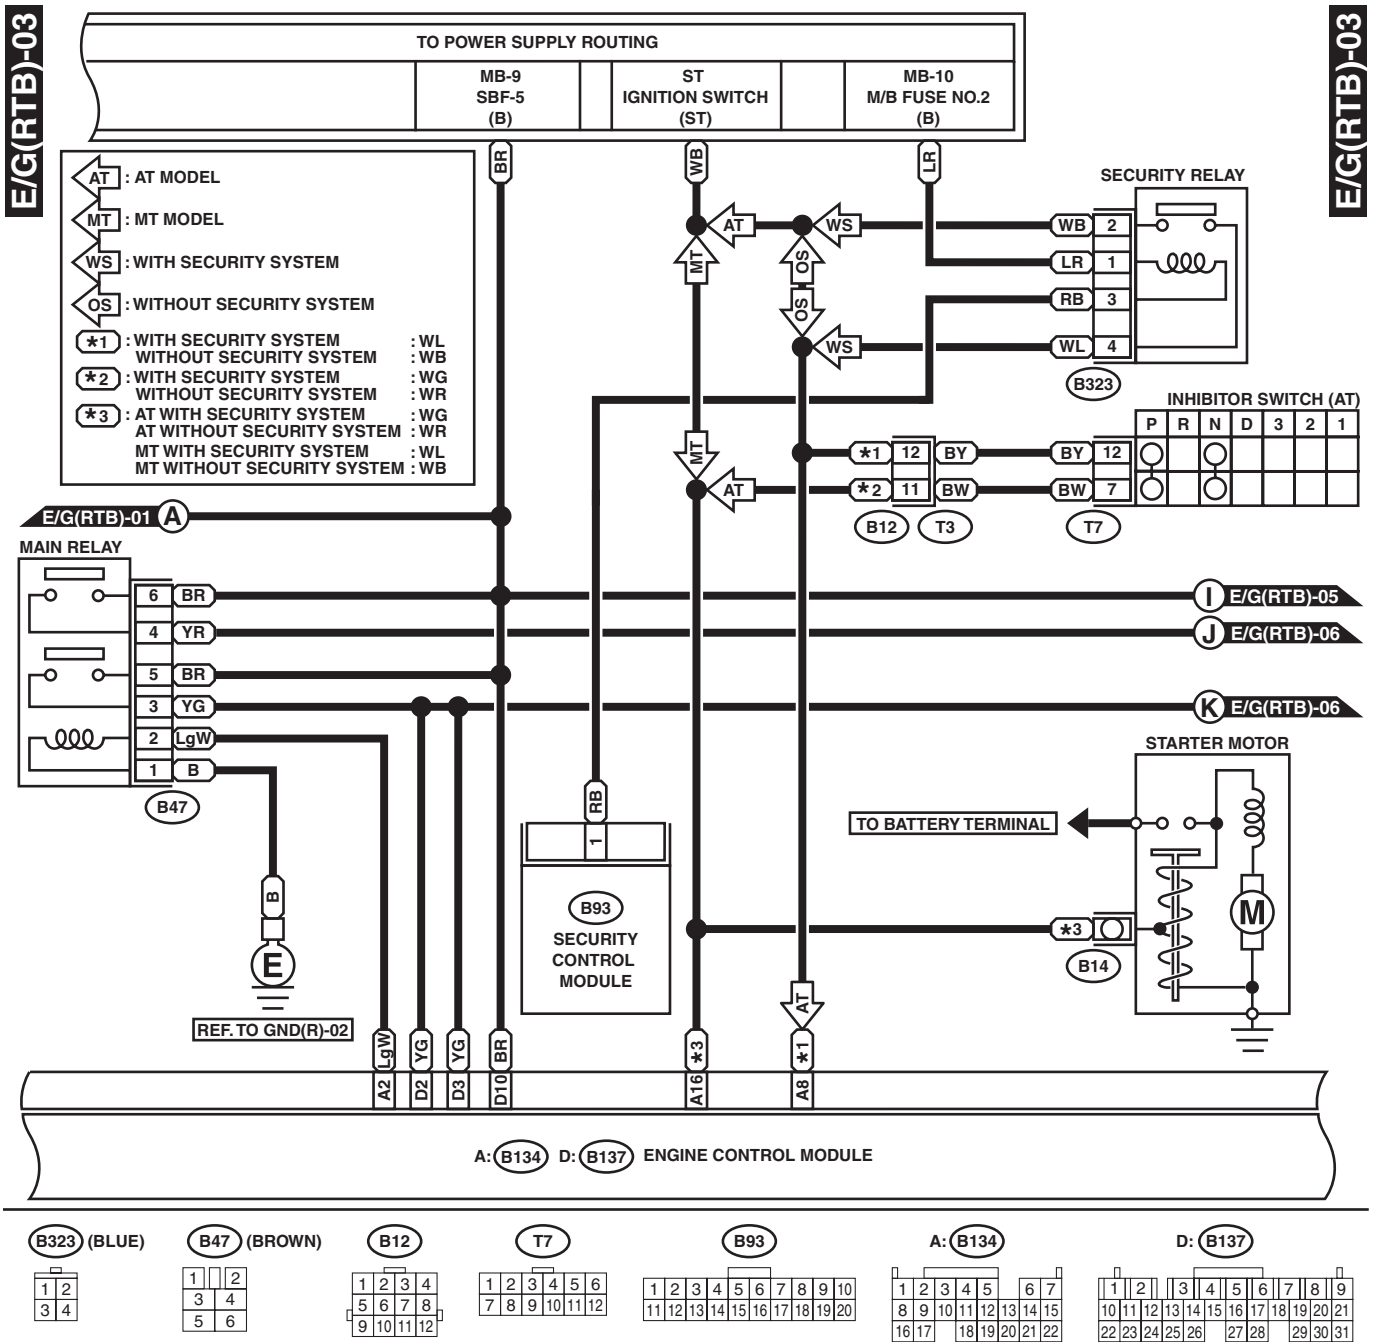 E/G(RTB)-03
E/G(RTB)-03
TO POWER SUPPLY ROUTING
MB-9
SBF-5
(B)
ST
IGNITION SWITCH
(ST)
MB-10
M/B FUSE NO.2
(B)
BR
WB
LR
AT : AT MODEL
MT : MT MODEL
WS : WITH SECURITY SYSTEM
OS : WITHOUT SECURITY SYSTEM
*1 : WITH SECURITY SYSTEM : WL
WITHOUT SECURITY SYSTEM : WB
*2 : WITH SECURITY SYSTEM : WG
WITHOUT SECURITY SYSTEM : WR
*3 : AT WITH SECURITY SYSTEM : WG
AT WITHOUT SECURITY SYSTEM : WR
MT WITH SECURITY SYSTEM : WL
MT WITHOUT SECURITY SYSTEM : WB
SECURITY RELAY
AT
WS
WB 2
MT
OS
LR 1
OS
RB 3
WS
WL 4
B323
INHIBITOR SWITCH (AT)
P R N D 3 2 1
MT
*1 12 BY
BY 12
AT
*2 11 BW
BW 7
B12
T3
T7
E/G(RTB)-01 A
MAIN RELAY
6 BR
I E/G(RTB)-05
4 YR
J E/G(RTB)-06
5 BR
3 YG
K E/G(RTB)-06
2 LgW
1 B
B47
STARTER MOTOR
TO BATTERY TERMINAL
RB
1
B93
SECURITY
CONTROL
MODULE
B
E
REF. TO GND(R)-02
M
*3
B14
AT
LgW
YG
YG
BR
*3
*1
A2
D2
D3
D10
A16
A8
A: B134 D: B137 ENGINE CONTROL MODULE
B323 (BLUE)
1 2
3 4
B47 (BROWN)
1 2
3 4
5 6
B12
1 2 3 4
5 6 7 8
9 10 11 12
T7
1 2 3 4 5 6
7 8 9 10 11 12
B93
1 2 3 4 5 6 7 8 9 10
11 12 13 14 15 16 17 18 19 20
A: B134
1 2 3 4 5 6 7
8 9 10 11 12 13 14 15
16 17 18 19 20 21 22
D: B137
1 2 3 4 5 6 7 8 9
10 11 12 13 14 15 16 17 18 19 20 21
22 23 24 25 26 27 28 29 30 31